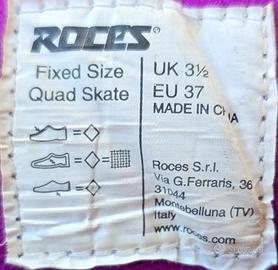 ROCES®
Fixed Size
Quad Skate
UK 3½
EU 37
MADE IN
=
= =
=
Roces S.r.l.
Via G.Ferraris, 36
31044
Montebelluna (TV)
Italy
www.roces.com